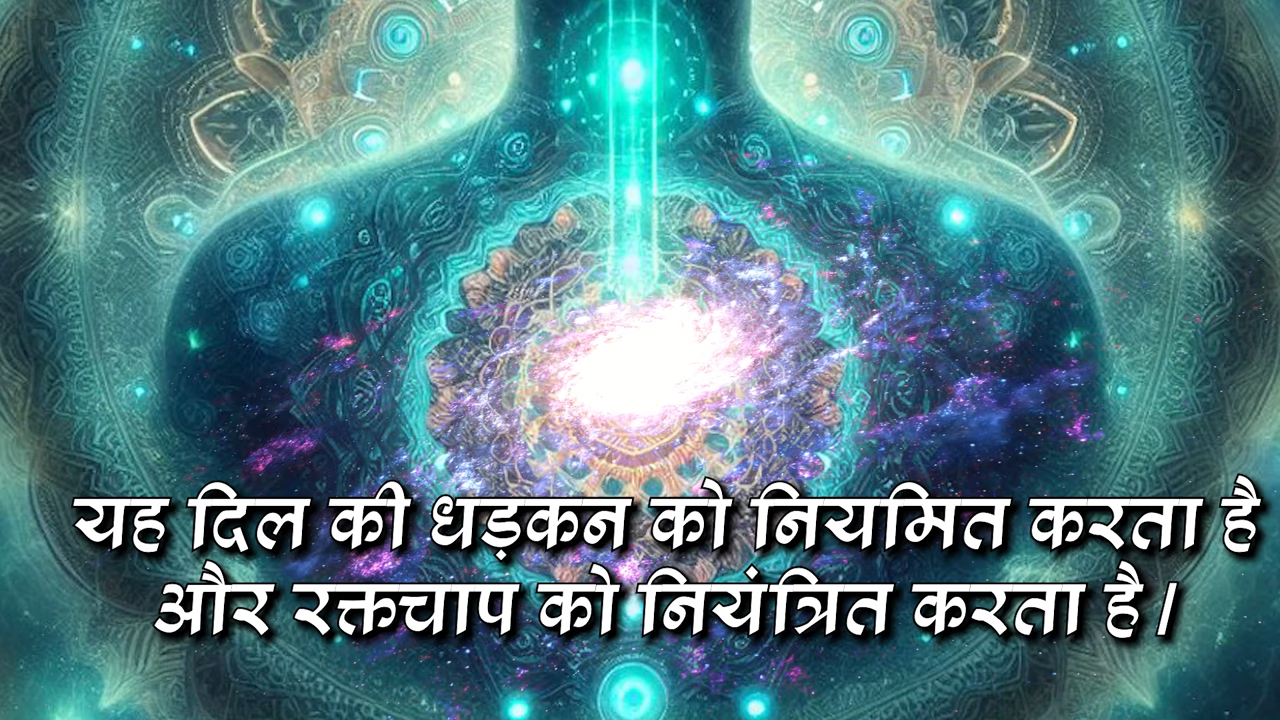 यह दिल की धड़कन को नियमित करता है
और रक्तचाप को नियंत्रित करता है।